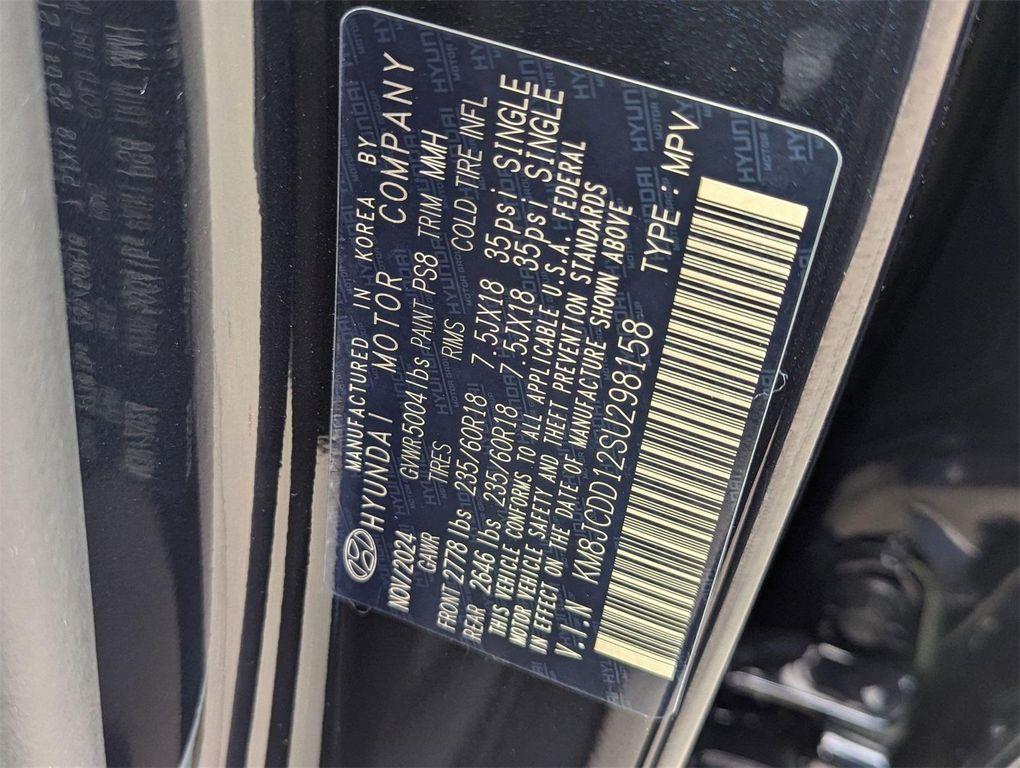 MANUFACTURED IN KOREA BY
HYUNDAI MOTOR COMPANY
NOV/2024 GVWR 5004 lbs PAINT PS8 TRIM MMH
GAWR TIRES RIMS COLD TIRE INFL
FRONT 2778 lbs 235/60R18 7.5JX18 35psi SINGLE
REAR 2646 lbs 235/60R18 7.5JX18 35psi SINGLE
THIS VEHICLE CONFORMS TO ALL APPLICABLE U.S.A. FEDERAL
MOTOR VEHICLE SAFETY AND THEFT PREVENTION STANDARDS
IN EFFECT ON THE DATE OF MANUFACTURE SHOWN ABOVE
V.I.N KM8JCDD12SU298158 TYPE : MPV